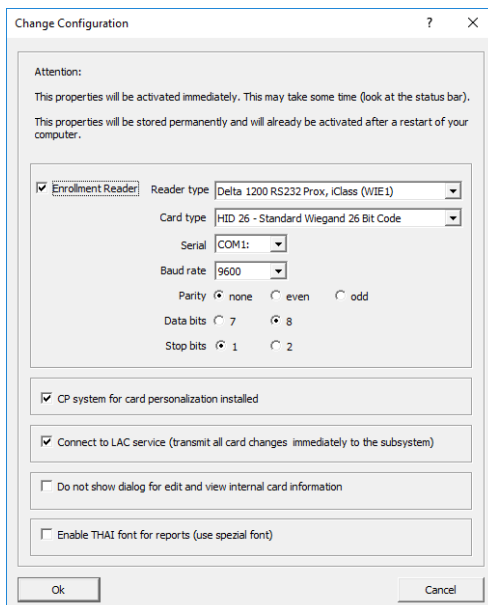 Change Configuration
?
Attention:
This properties will be activated immediately. This may take some time (look at the status bar).
This properties will be stored permanently and will already be activated after a restart of your
computer.
Enrollment Reader Reader type Delta 1200 RS232 Prox, iClass (WIE1)
Card type HID 26 - Standard Wiegand 26 Bit Code
Serial COM1:
Baud rate 9600
Parity none even odd
Data bits 7 8
Stop bits 1 2
CP system for card personalization installed
Connect to LAC service (transmit all card changes immediately to the subsystem)
Do not show dialog for edit and view internal card information
Enable THAI font for reports (use spezial font)
Ok Cancel